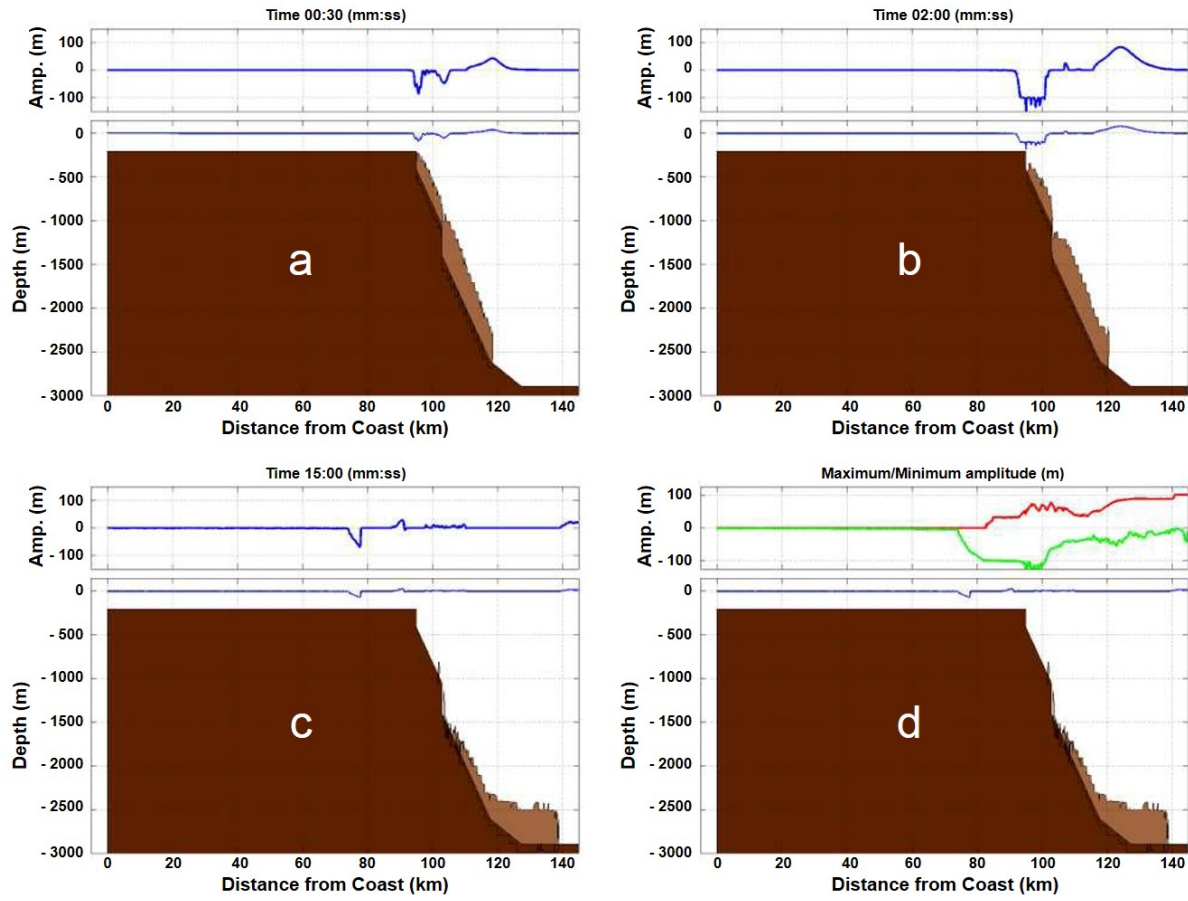 Time 00:30 (mm:ss)
Amp. (m)
100
0
- 100
Depth (m)
0
- 500
- 1000
- 1500
- 2000
- 2500
- 3000
a
0 20 40 60 80 100 120 140
Distance from Coast (km)
Time 02:00 (mm:ss)
Amp. (m)
100
0
- 100
Depth (m)
0
- 500
- 1000
- 1500
- 2000
- 2500
- 3000
b
0 20 40 60 80 100 120 140
Distance from Coast (km)
Time 15:00 (mm:ss)
Amp. (m)
100
0
- 100
Depth (m)
0
- 500
- 1000
- 1500
- 2000
- 2500
- 3000
c
0 20 40 60 80 100 120 140
Distance from Coast (km)
Maximum/Minimum amplitude (m)
Amp. (m)
100
0
- 100
Depth (m)
0
- 500
- 1000
- 1500
- 2000
- 2500
- 3000
d
0 20 40 60 80 100 120 140
Distance from Coast (km)